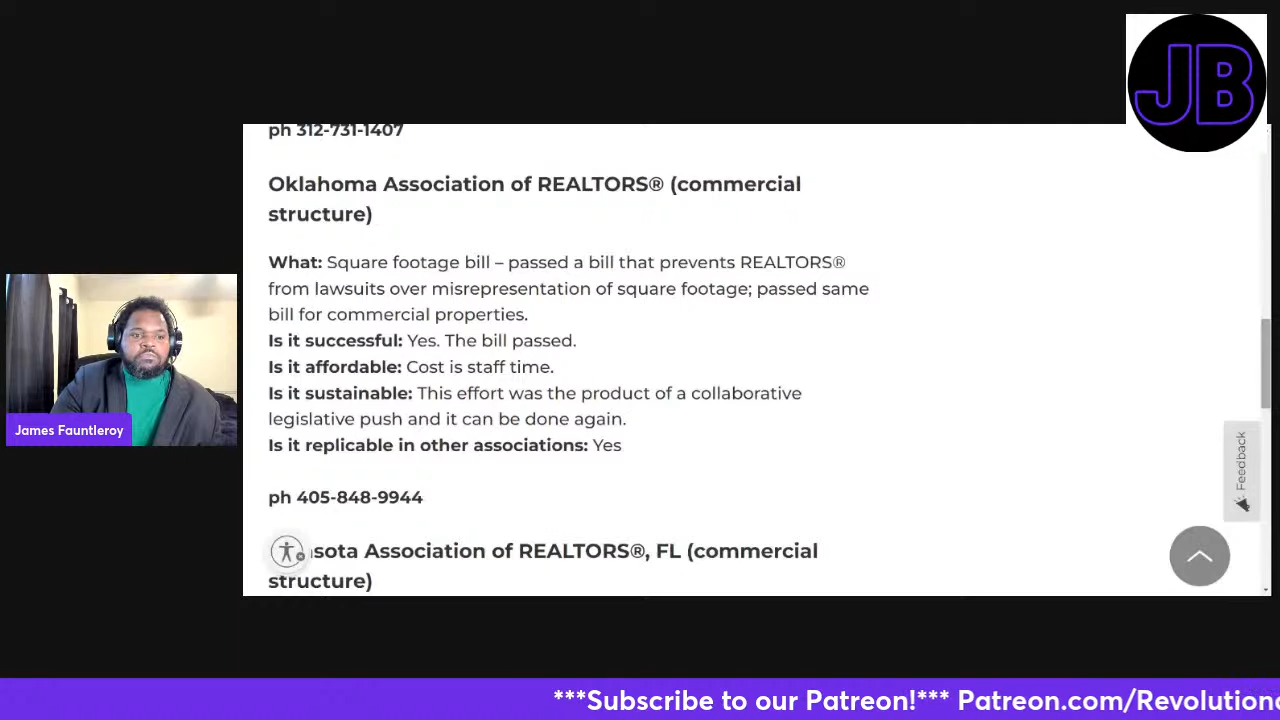 JB
ph 312-731-1407
Oklahoma Association of REALTORS® (commercial
structure)
What: Square footage bill – passed a bill that prevents REALTORS®
from lawsuits over misrepresentation of square footage; passed same
bill for commercial properties.
Is it successful: Yes. The bill passed.
Is it affordable: Cost is staff time.
Is it sustainable: This effort was the product of a collaborative
legislative push and it can be done again.
Is it replicable in other associations: Yes
ph 405-848-9944
Association of REALTORS®, FL (commercial
structure)
Feedback
James Fauntleroy
***Subscribe to our Patreon!*** Patreon.com/Revolution